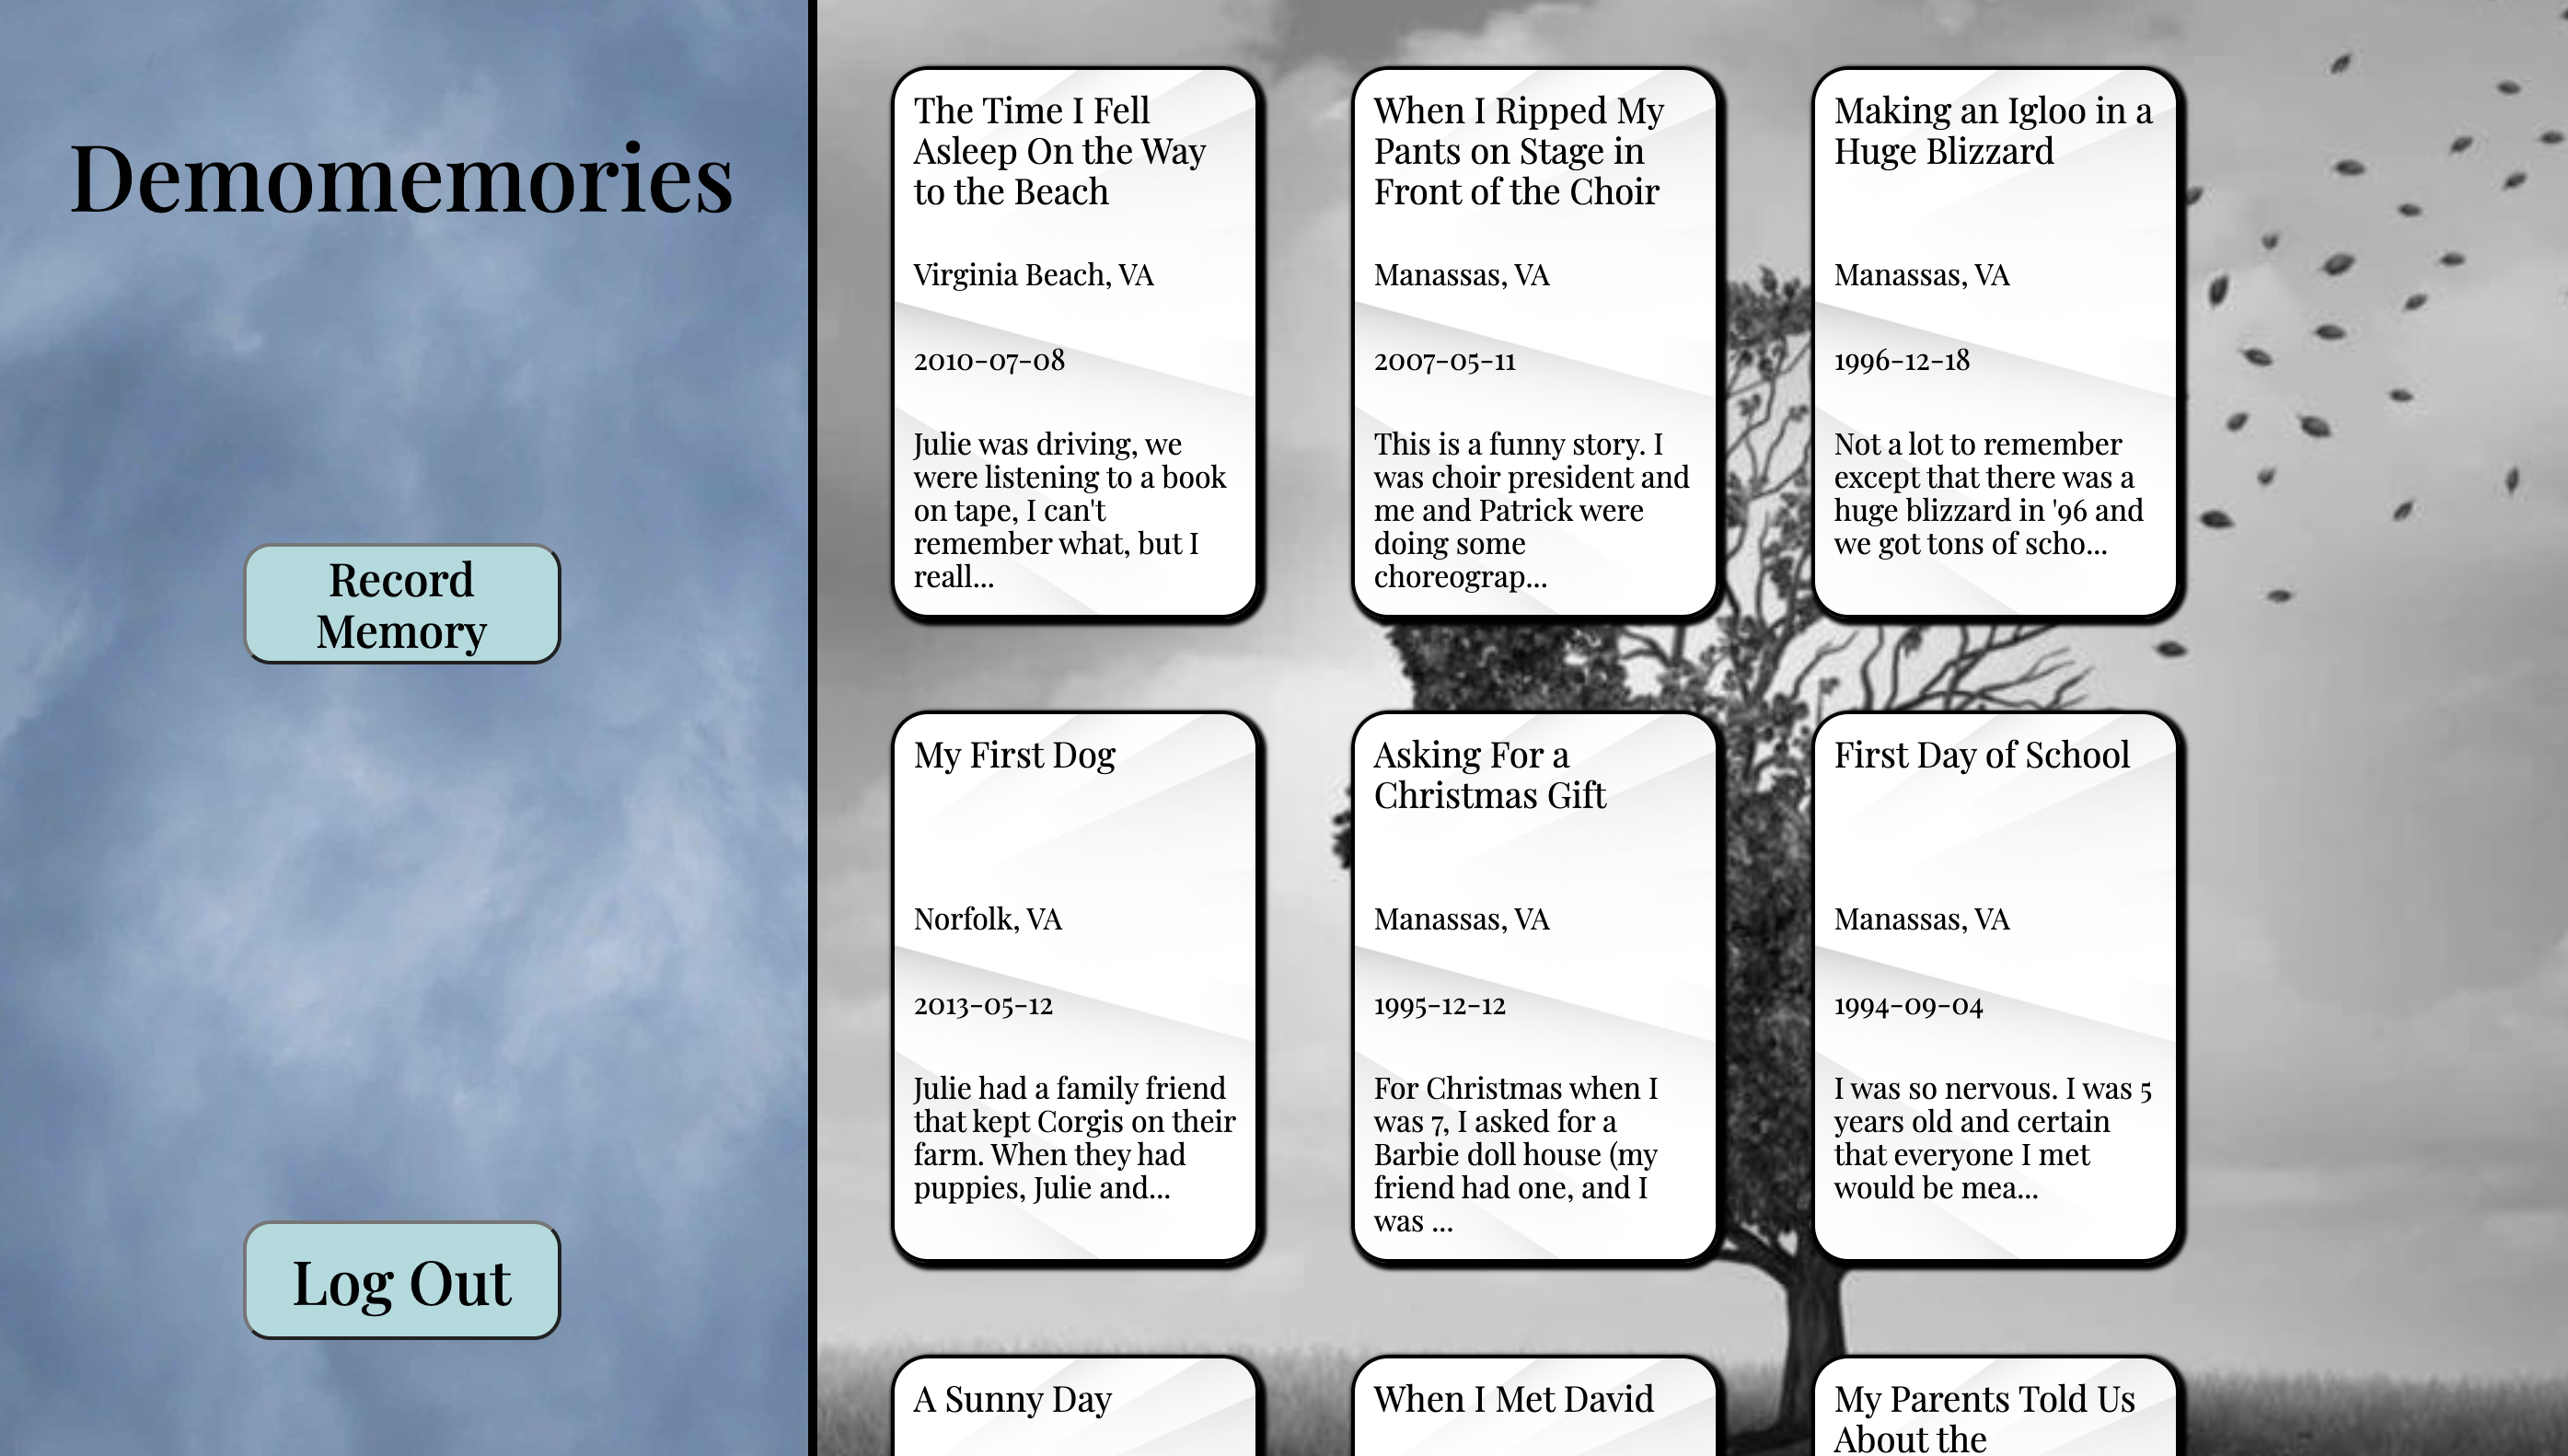 Demomemories
Record
Memory
Log Out
The Time I Fell
Asleep On the Way
to the Beach
Virginia Beach, VA
2010-07-08
Julie was driving, we
were listening to a book
on tape, I can't
remember what, but I
reall...
When I Ripped My
Pants on Stage in
Front of the Choir
Manassas, VA
2007-05-11
This is a funny story. I
was choir president and
me and Patrick were
doing some
choreograp...
Making an Igloo in a
Huge Blizzard
Manassas, VA
1996-12-18
Not a lot to remember
except that there was a
huge blizzard in '96 and
we got tons of scho...
My First Dog
Norfolk, VA
2013-05-12
Julie had a family friend
that kept Corgis on their
farm. When they had
puppies, Julie and...
Asking For a
Christmas Gift
Manassas, VA
1995-12-12
For Christmas when I
was 7, I asked for a
Barbie doll house (my
friend had one, and I
was ...
First Day of School
Manassas, VA
1994-09-04
I was so nervous. I was 5
years old and certain
that everyone I met
would be mea...
A Sunny Day
When I Met David
My Parents Told Us
About the